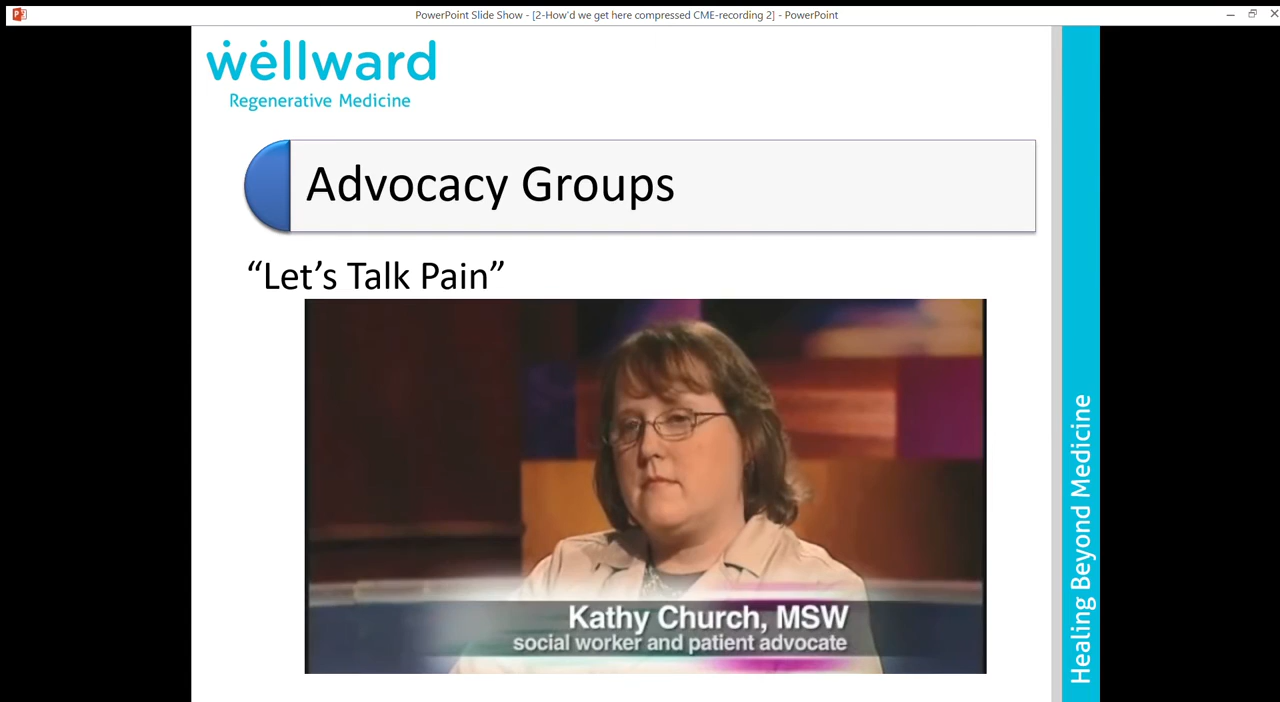 PowerPoint Slide Show - [2-How'd we get here compressed CME-recording 2] - PowerPoint
wellward
Regenerative Medicine
Advocacy Groups
“Let’s Talk Pain”
Kathy Church, MSW
social worker and patient advocate
Healing Beyond Medicine